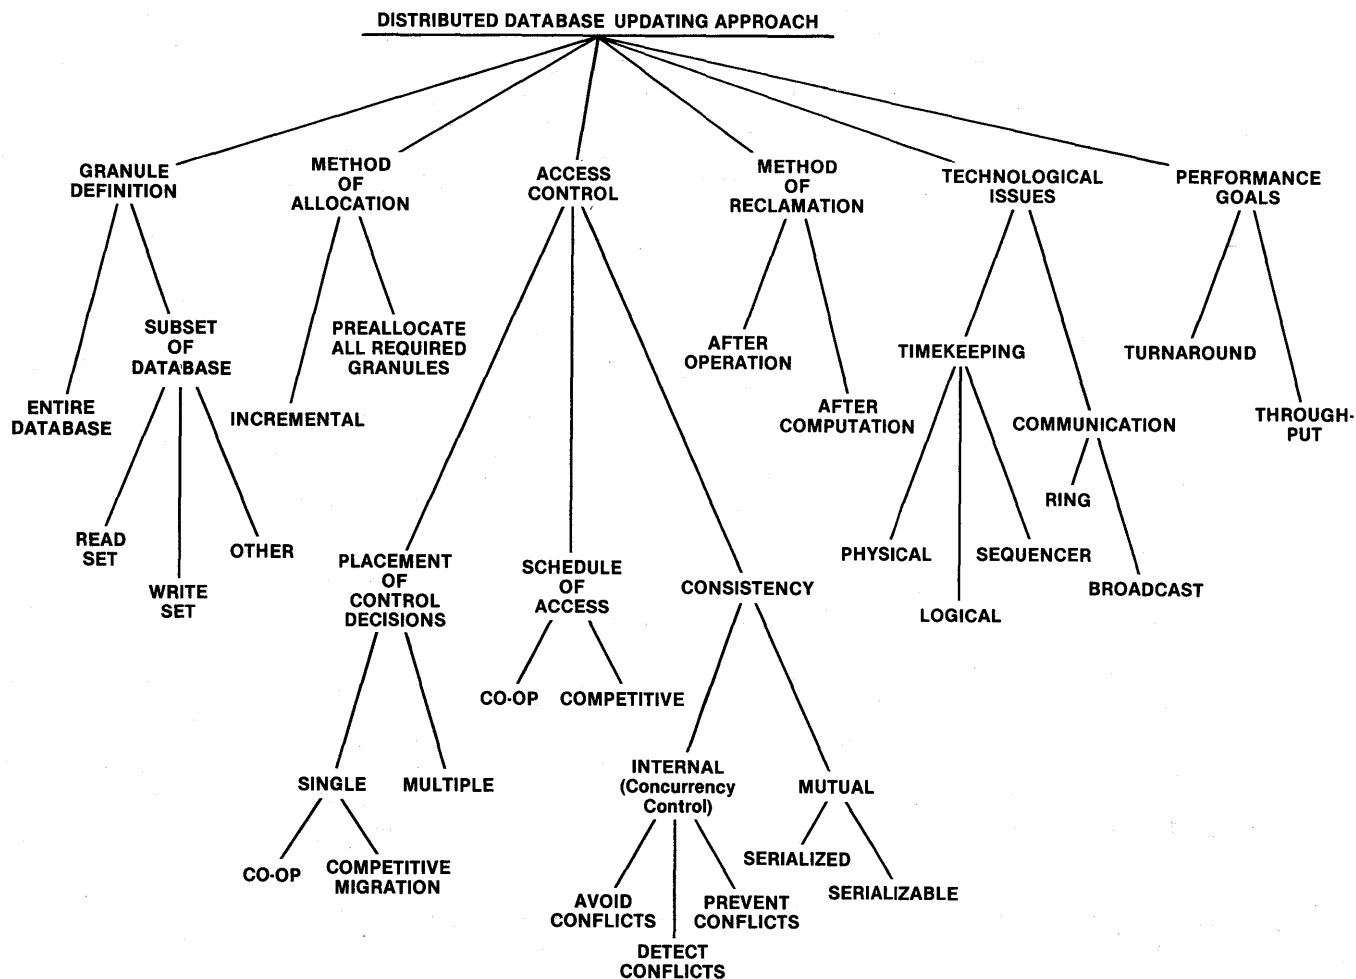 DISTRIBUTED DATABASE UPDATING APPROACH
GRANULE
DEFINITION
METHOD
OF
ALLOCATION
ACCESS
CONTROL
METHOD
OF
RECLAMATION
TECHNOLOGICAL
ISSUES
PERFORMANCE
GOALS
SUBSET
OF
DATABASE
PREALLOCATE
ALL REQUIRED
GRANULES
AFTER
OPERATION
TIMEKEEPING
TURNAROUND
ENTIRE
DATABASE
INCREMENTAL
AFTER
COMPUTATION
COMMUNICATION
THROUGH-
PUT
RING
READ
SET
OTHER
WRITE
SET
PLACEMENT
OF
CONTROL
DECISIONS
SCHEDULE
OF
ACCESS
CONSISTENCY
PHYSICAL
SEQUENCER
LOGICAL
BROADCAST
CO-OP
COMPETITIVE
SINGLE
MULTIPLE
INTERNAL
(Concurrency
Control)
MUTUAL
CO-OP
COMPETITIVE
MIGRATION
SERIALIZED
SERIALIZABLE
AVOID
CONFLICTS
PREVENT
CONFLICTS
DETECT
CONFLICTS